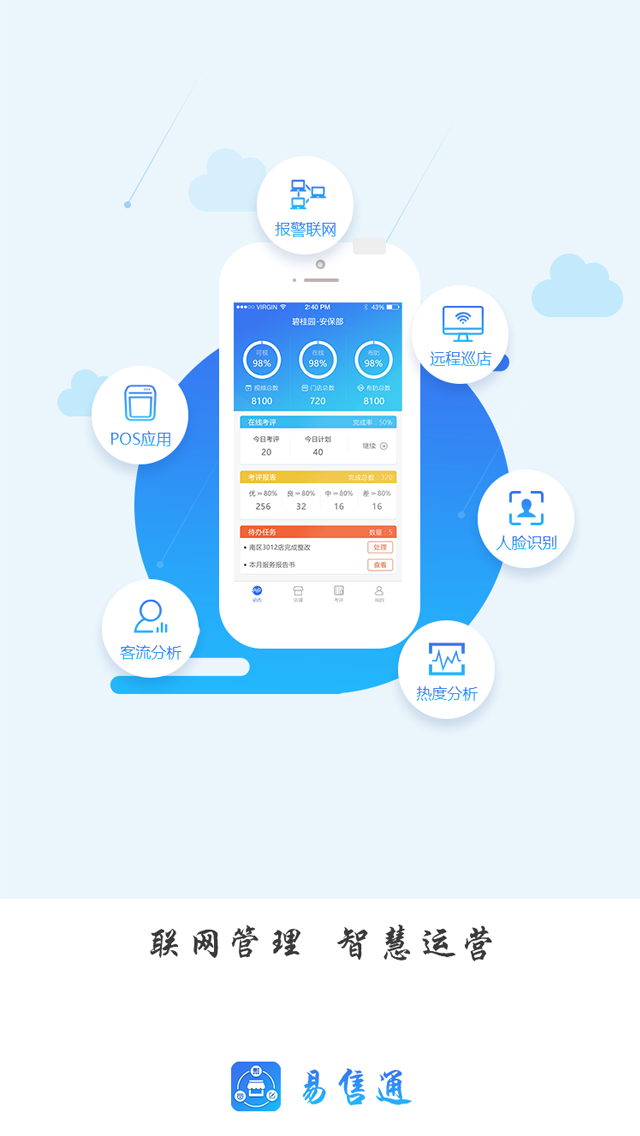 报警联网
●●●○○ VIRGIN 2:40 PM 43%
碧桂园-安保部
可视 98% 在线 98% 布防 98%
视频总数 门店总数 布防总数
8100 720 8100
在线考评 完成率：50%
今日考评 今日计划 继续
20 40
考评报表 完成总数：320
优>=80% 良>=80% 中>=80% 差>=80%
256 32 16 16
待办任务 数量：5
南区3012店完成整改 处理
本月服务报告书 查看
店铺 考评 我的
远程巡店
POS应用
人脸识别
客流分析
热度分析
联网管理 智慧运营
易售通